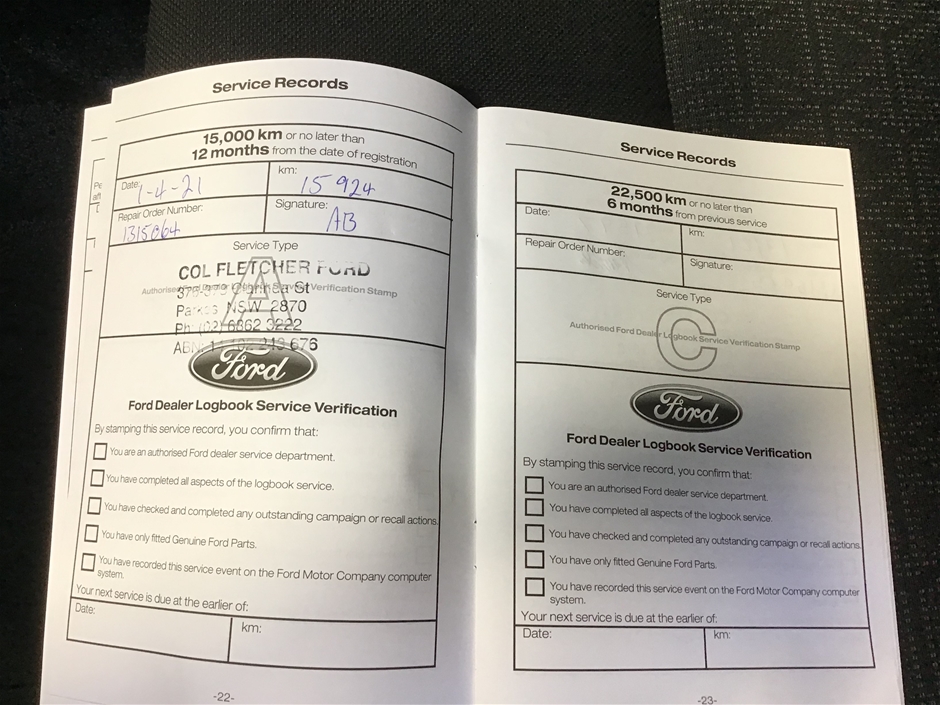 Service Records
15,000 km or no later than
12 months from the date of registration
Date: 1-4-21
km: 15 924
Repair Order Number: 1315064
Signature: AB
Service Type
A
COL FLETCHER FORD
Authorised Service Verification Stamp
St
Parkes NSW 2870
Ph: (02) 6862 3222
ABN:
Ford
Ford Dealer Logbook Service Verification
By stamping this service record, you confirm that:
You are an authorised Ford dealer service department.
You have completed all aspects of the logbook service.
You have checked and completed any outstanding campaign or recall actions.
You have only fitted Genuine Ford Parts.
You have recorded this service event on the Ford Motor Company computer
system.
Your next service is due at the earlier of:
Date:
km:
-22-
Service Records
22,500 km or no later than
6 months from previous service
Date:
km:
Repair Order Number:
Signature:
Service Type
C
Authorised Ford Dealer Logbook Service Verification Stamp
Ford
Ford Dealer Logbook Service Verification
By stamping this service record, you confirm that:
You are an authorised Ford dealer service department.
You have completed all aspects of the logbook service.
You have checked and completed any outstanding campaign or recall actions.
You have only fitted Genuine Ford Parts.
You have recorded this service event on the Ford Motor Company computer
system.
Your next service is due at the earlier of:
Date:
km:
-23-